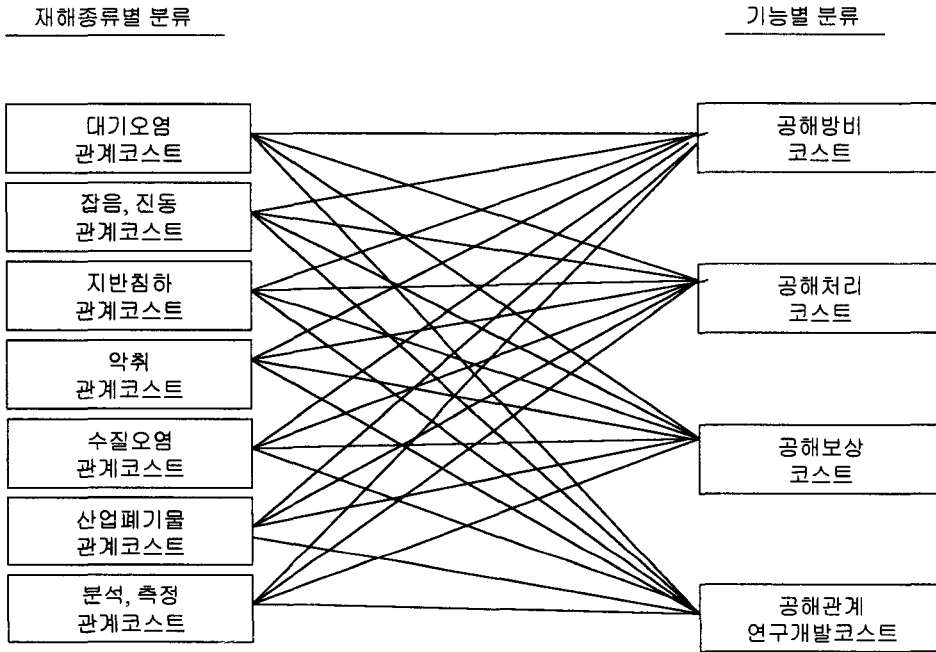 재해종류별 분류
기능별 분류
대기오염
관계코스트
잡음, 진동
관계코스트
지반침하
관계코스트
악취
관계코스트
수질오염
관계코스트
산업폐기물
관계코스트
분석, 측정
관계코스트
공해방비
코스트
공해처리
코스트
공해보상
코스트
공해관계
연구개발코스트